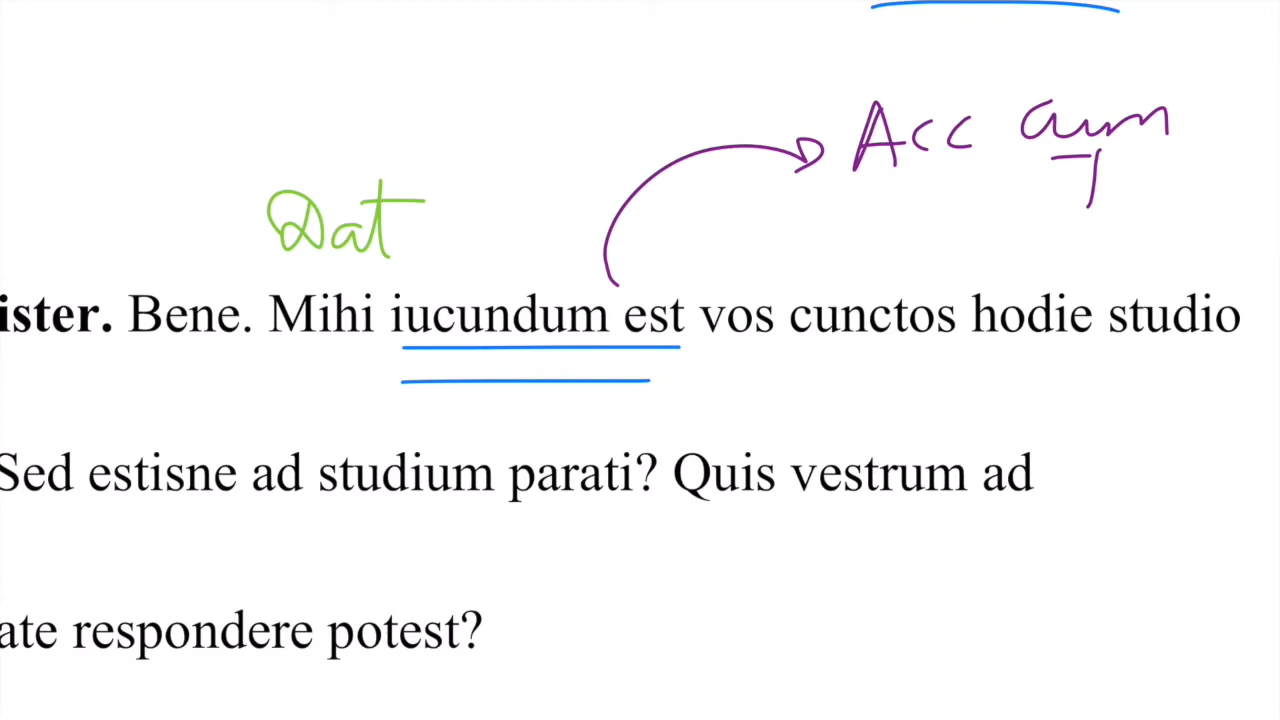 Acc cum
Dat
ister. Bene. Mihi iucundum est vos cunctos hodie studio
Sed estisne ad studium parati? Quis vestrum ad
ate respondere potest?